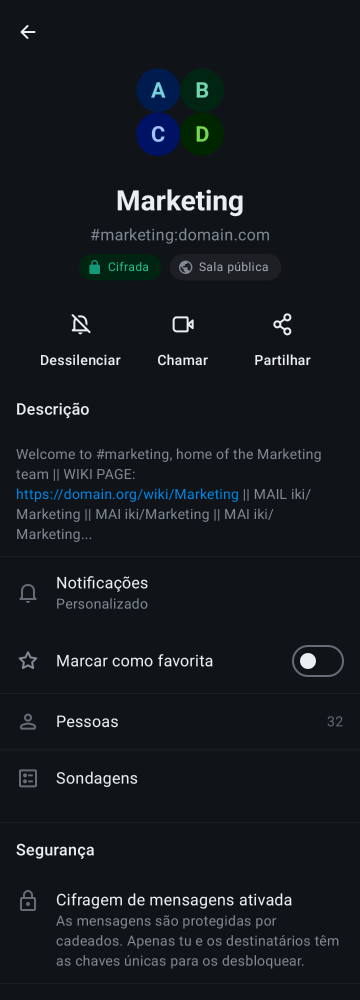 A B
C D
Marketing
#marketing:domain.com
Cifrada Sala pública
Dessilenciar Chamar Partilhar
Descrição
Welcome to #marketing, home of the Marketing
team || WIKI PAGE:
https://domain.org/wiki/Marketing || MAIL iki/
Marketing || MAI iki/Marketing || MAI iki/
Marketing...
Notificações
Personalizado
Marcar como favorita
Pessoas 32
Sondagens
Segurança
Cifragem de mensagens ativada
As mensagens são protegidas por
cadeados. Apenas tu e os destinatários têm
as chaves únicas para os desbloquear.